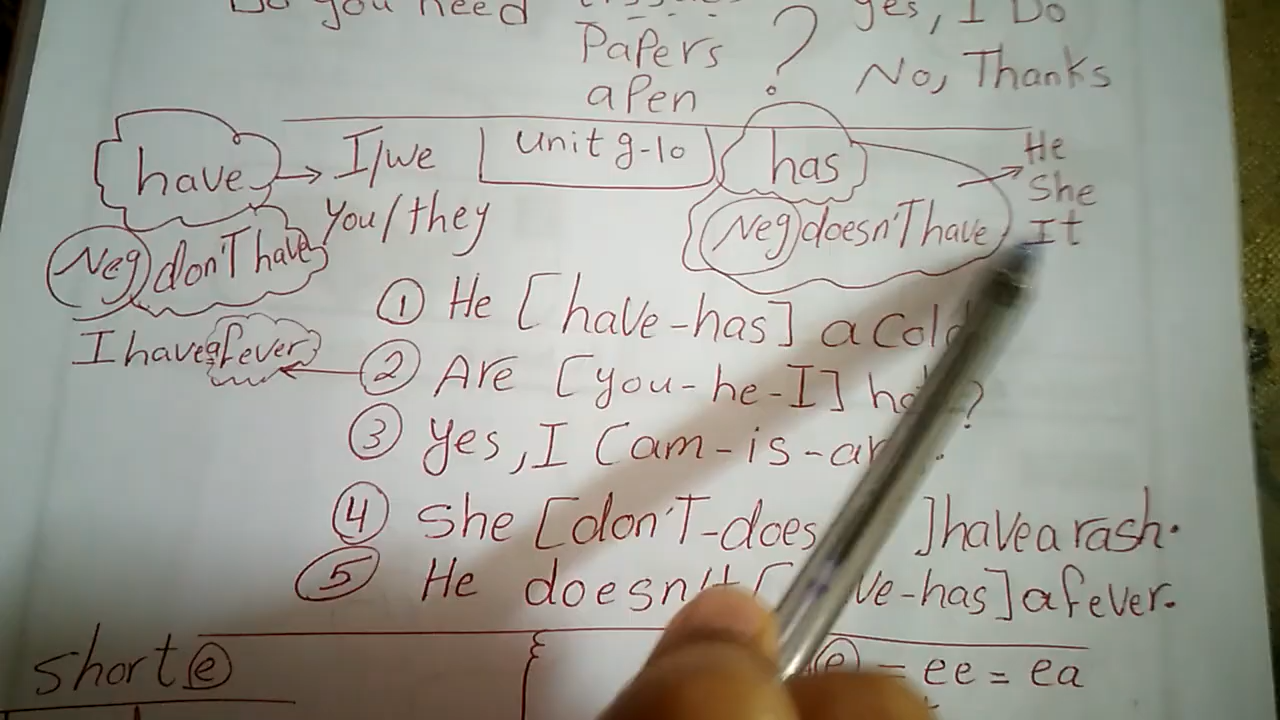 Do you need
yes, I Do
Papers ?
No, Thanks
a Pen
have → I/we
unit 9-10
has
He
She
It
you/they
Neg don't have
Neg doesn't have
① He [have-has] a Cold
I have a fever
② Are [you-he-I] ?
③ yes, I [am-is-
④ She [don't-does ] have a rash.
⑤ He doesn't [ -has] a fever.
short e
e = ee = ea